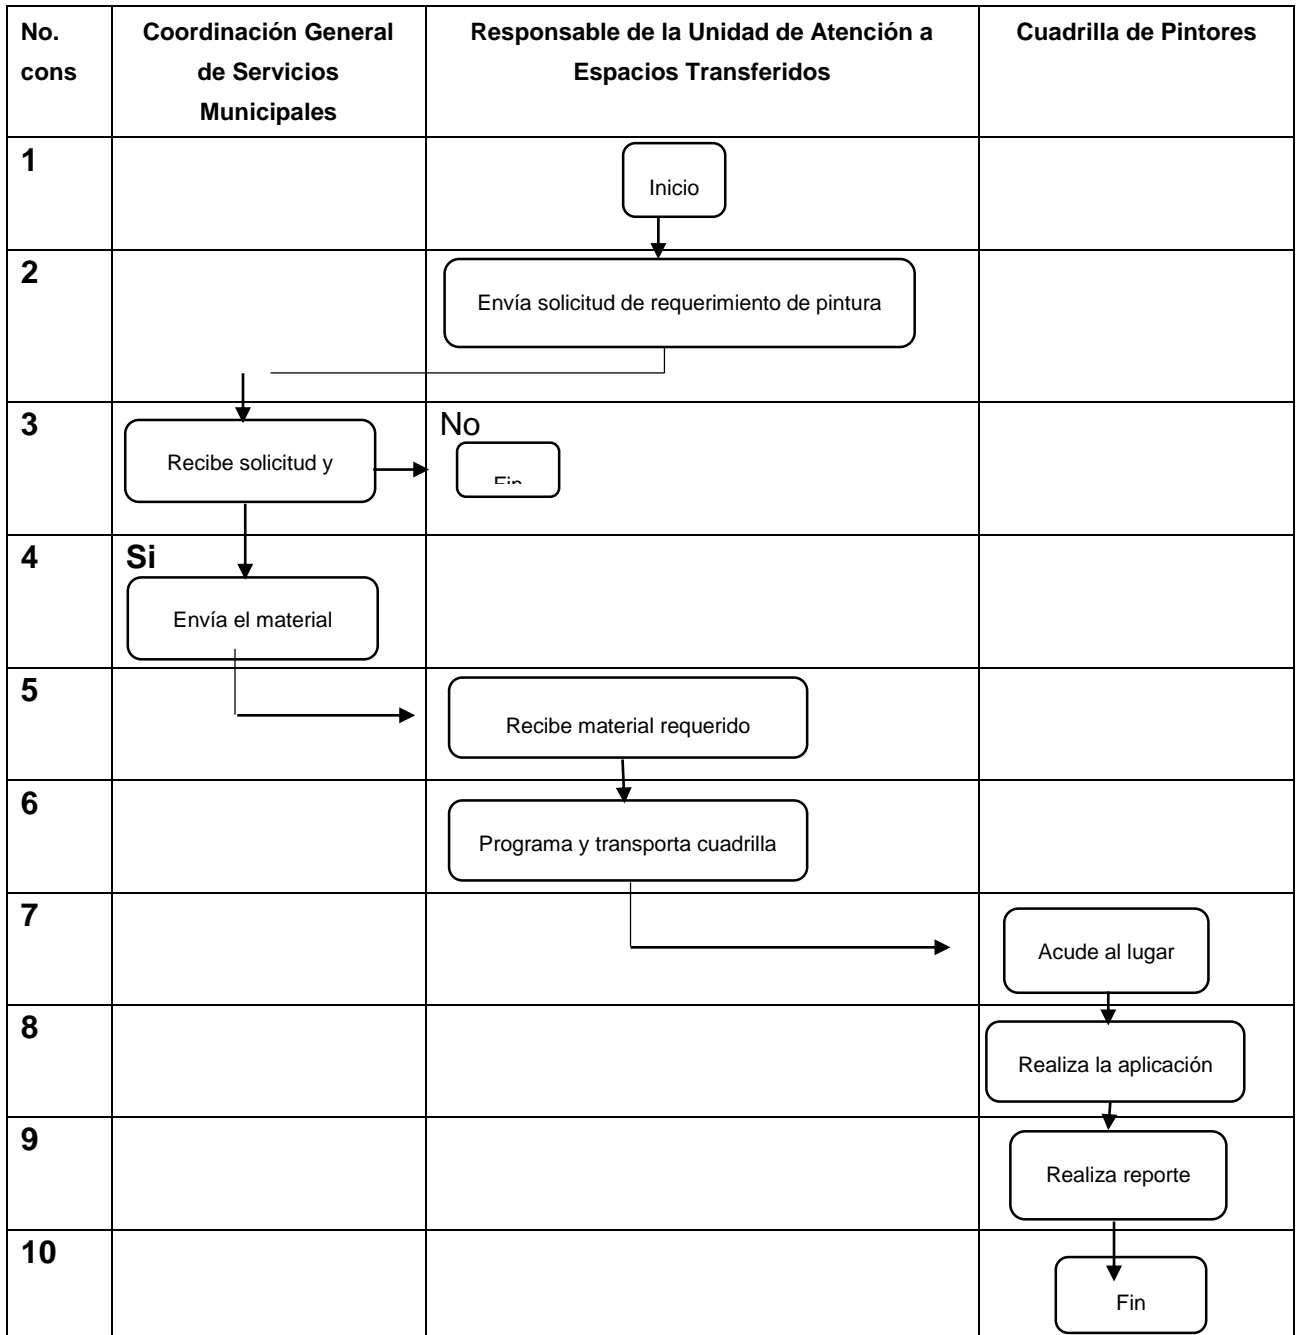 No.
cons
Coordinación General
de Servicios
Municipales
Responsable de la Unidad de Atención a
Espacios Transferidos
Cuadrilla de Pintores
1
Inicio
2
Envía solicitud de requerimiento de pintura
3
Recibe solicitud y
No
Fin
4
Si
Envía el material
5
Recibe material requerido
6
Programa y transporta cuadrilla
7
Acude al lugar
8
Realiza la aplicación
9
Realiza reporte
10
Fin